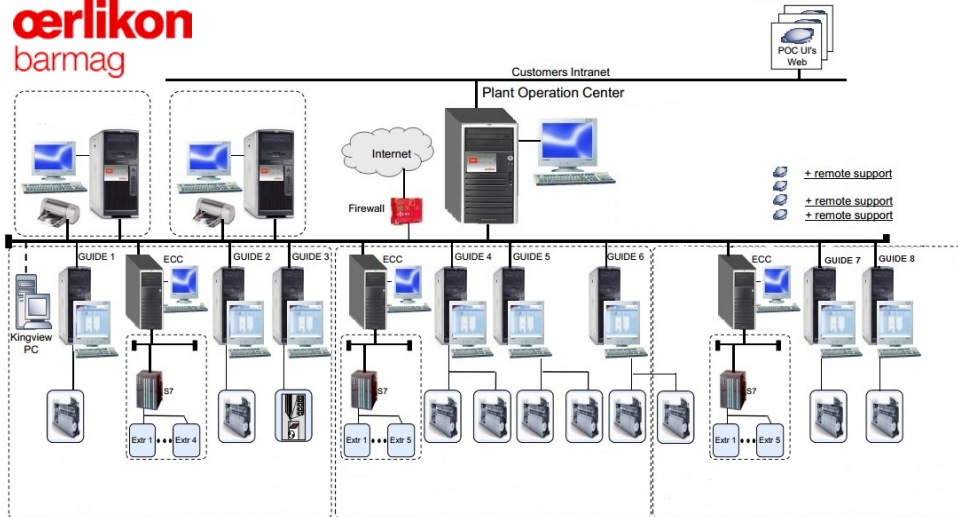 œrlikon
barmag
POC UI's
Web
Customers Intranet
Plant Operation Center
Internet
Firewall
+ remote support
+ remote support
+ remote support
GUIDE 1
ECC
GUIDE 2
GUIDE 3
ECC
GUIDE 4
GUIDE 5
GUIDE 6
ECC
GUIDE 7
GUIDE 8
Kingview
PC
S7
S7
S7
Extr 1
Extr 4
Extr 1
Extr 5
Extr 1
Extr 5